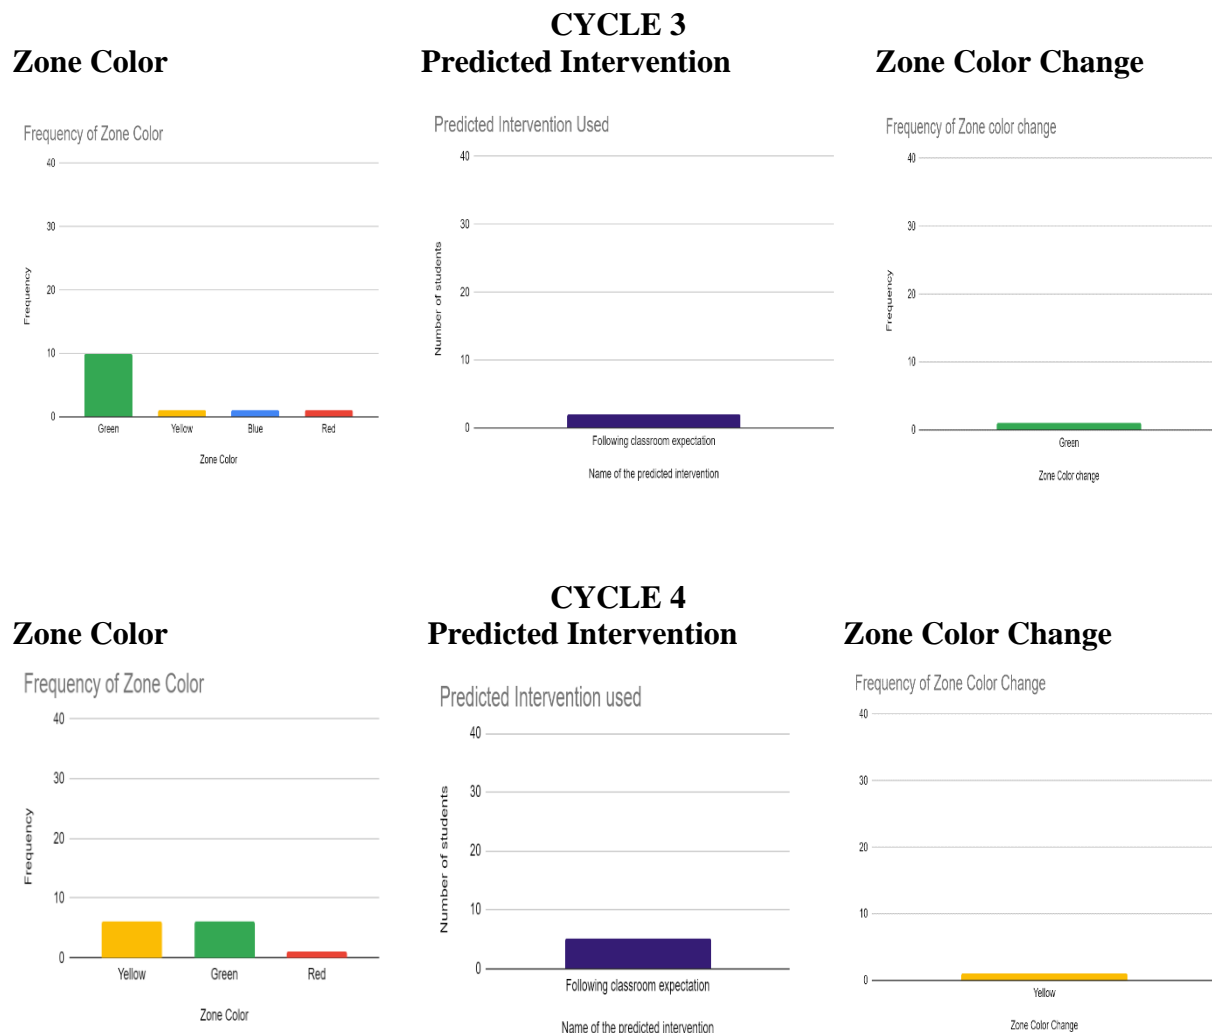 CYCLE 3
Zone Color Predicted Intervention Zone Color Change
Frequency of Zone Color
40
30
20
10
0
Frequency
Green Yellow Blue Red
Zone Color
Predicted Intervention Used
40
30
20
10
0
Number of students
Following classroom expectation
Name of the predicted intervention
Frequency of Zone color change
40
30
20
10
0
Frequency
Green
Zone Color change
CYCLE 4
Zone Color Predicted Intervention Zone Color Change
Frequency of Zone Color
40
30
20
10
0
Frequency
Yellow Green Red
Zone Color
Predicted Intervention used
40
30
20
10
0
Number of students
Following classroom expectation
Name of the predicted intervention
Frequency of Zone Color Change
40
30
20
10
0
Yellow
Zone Color Change